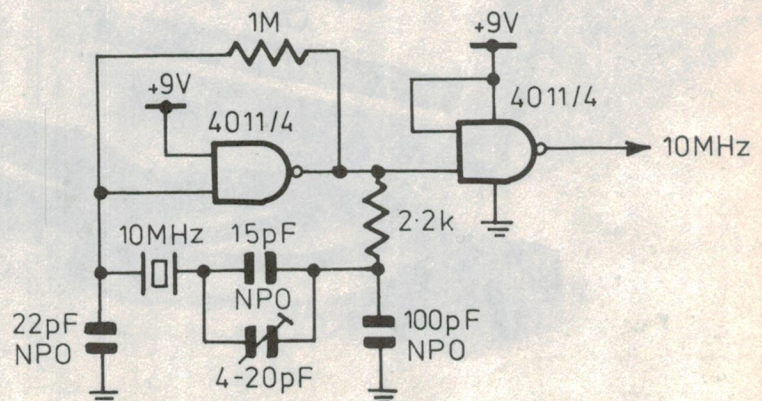 1M
+9V
+9V
4011/4
4011/4
10MHz
2·2k
10MHz
15pF
NPO
22pF
NPO
100pF
NPO
4-20pF